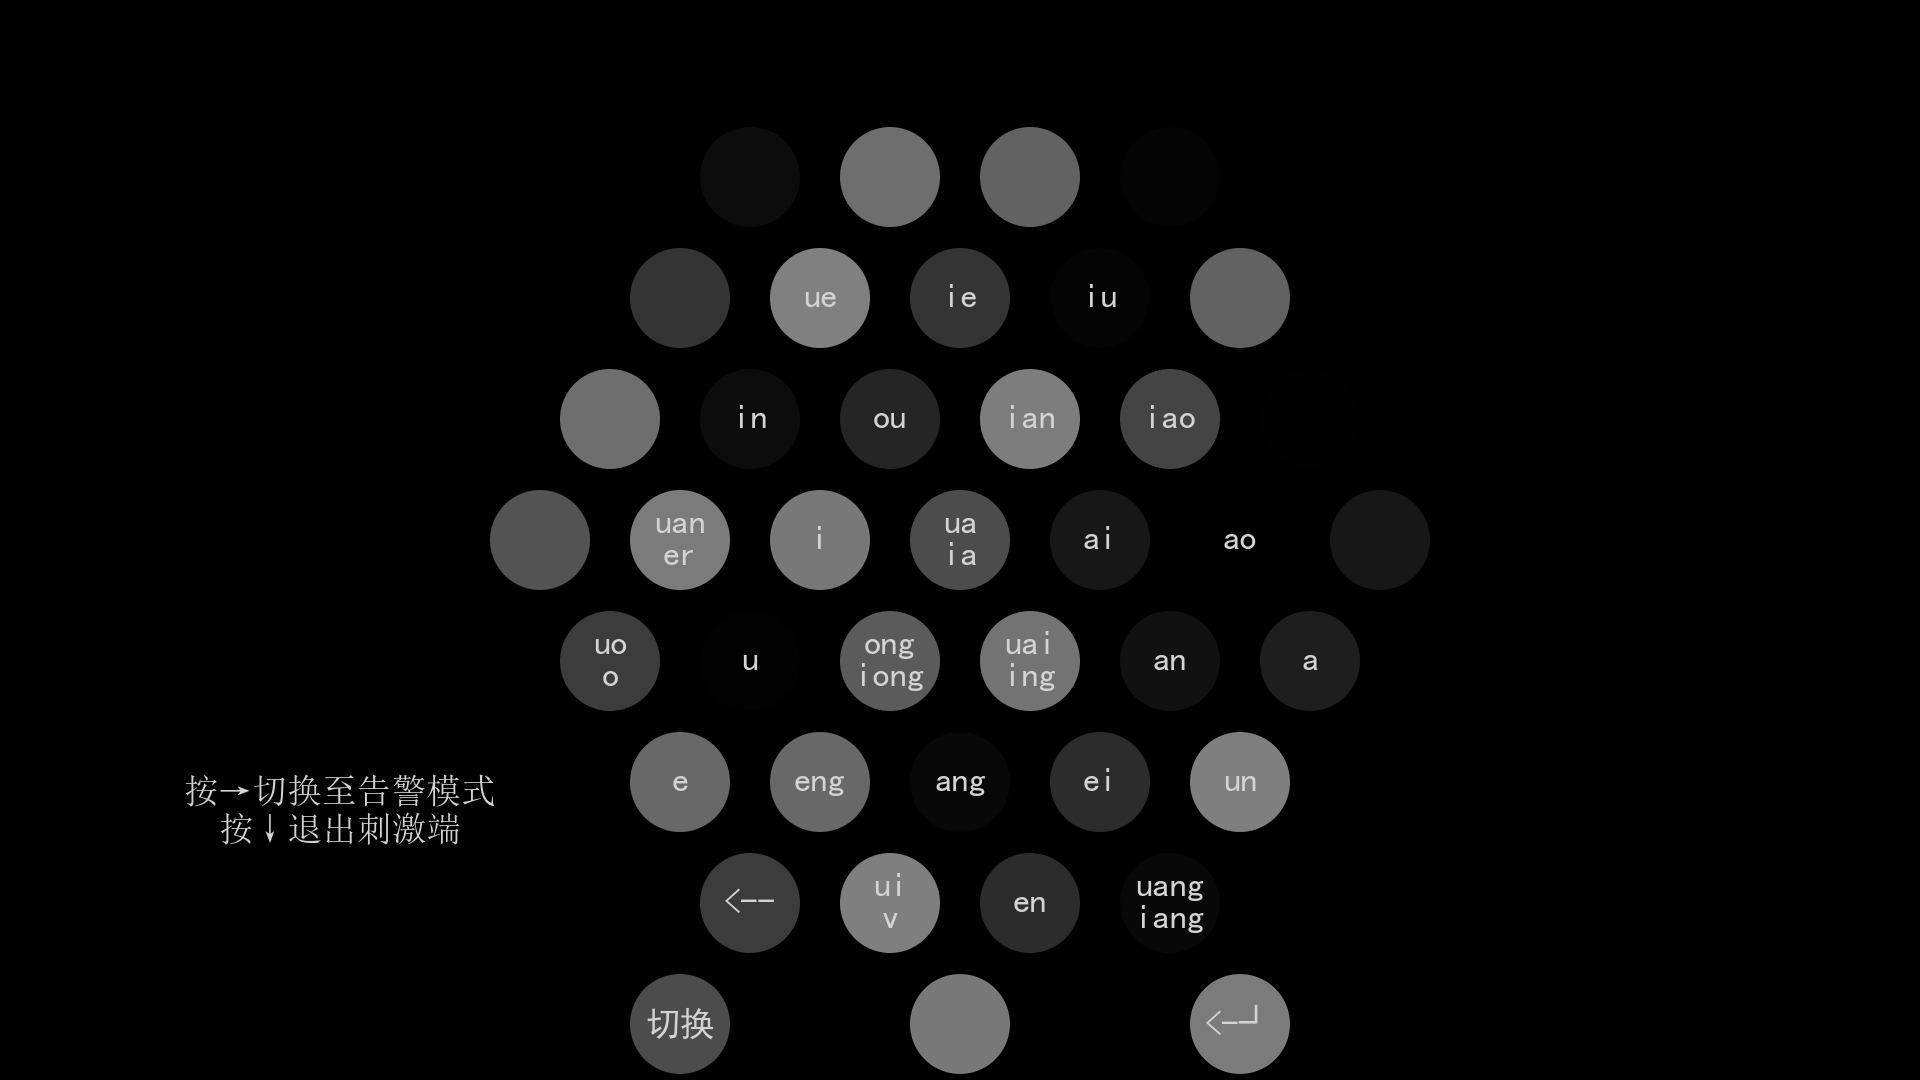 ue
ie
iu
in
ou
ian
iao
uan
er
i
ua
ia
ai
ao
uo
o
u
ong
iong
uai
ing
an
a
e
eng
ang
ei
un
按→切换至告警模式
按↓退出刺激端
<--
ui
v
en
uang
iang
切换
<-┘